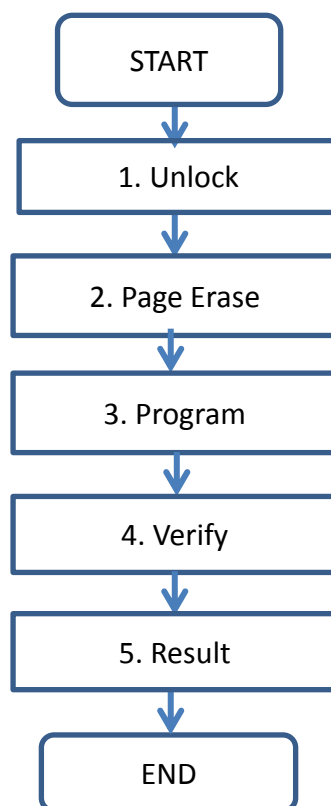 START
1. Unlock
2. Page Erase
3. Program
4. Verify
5. Result
END